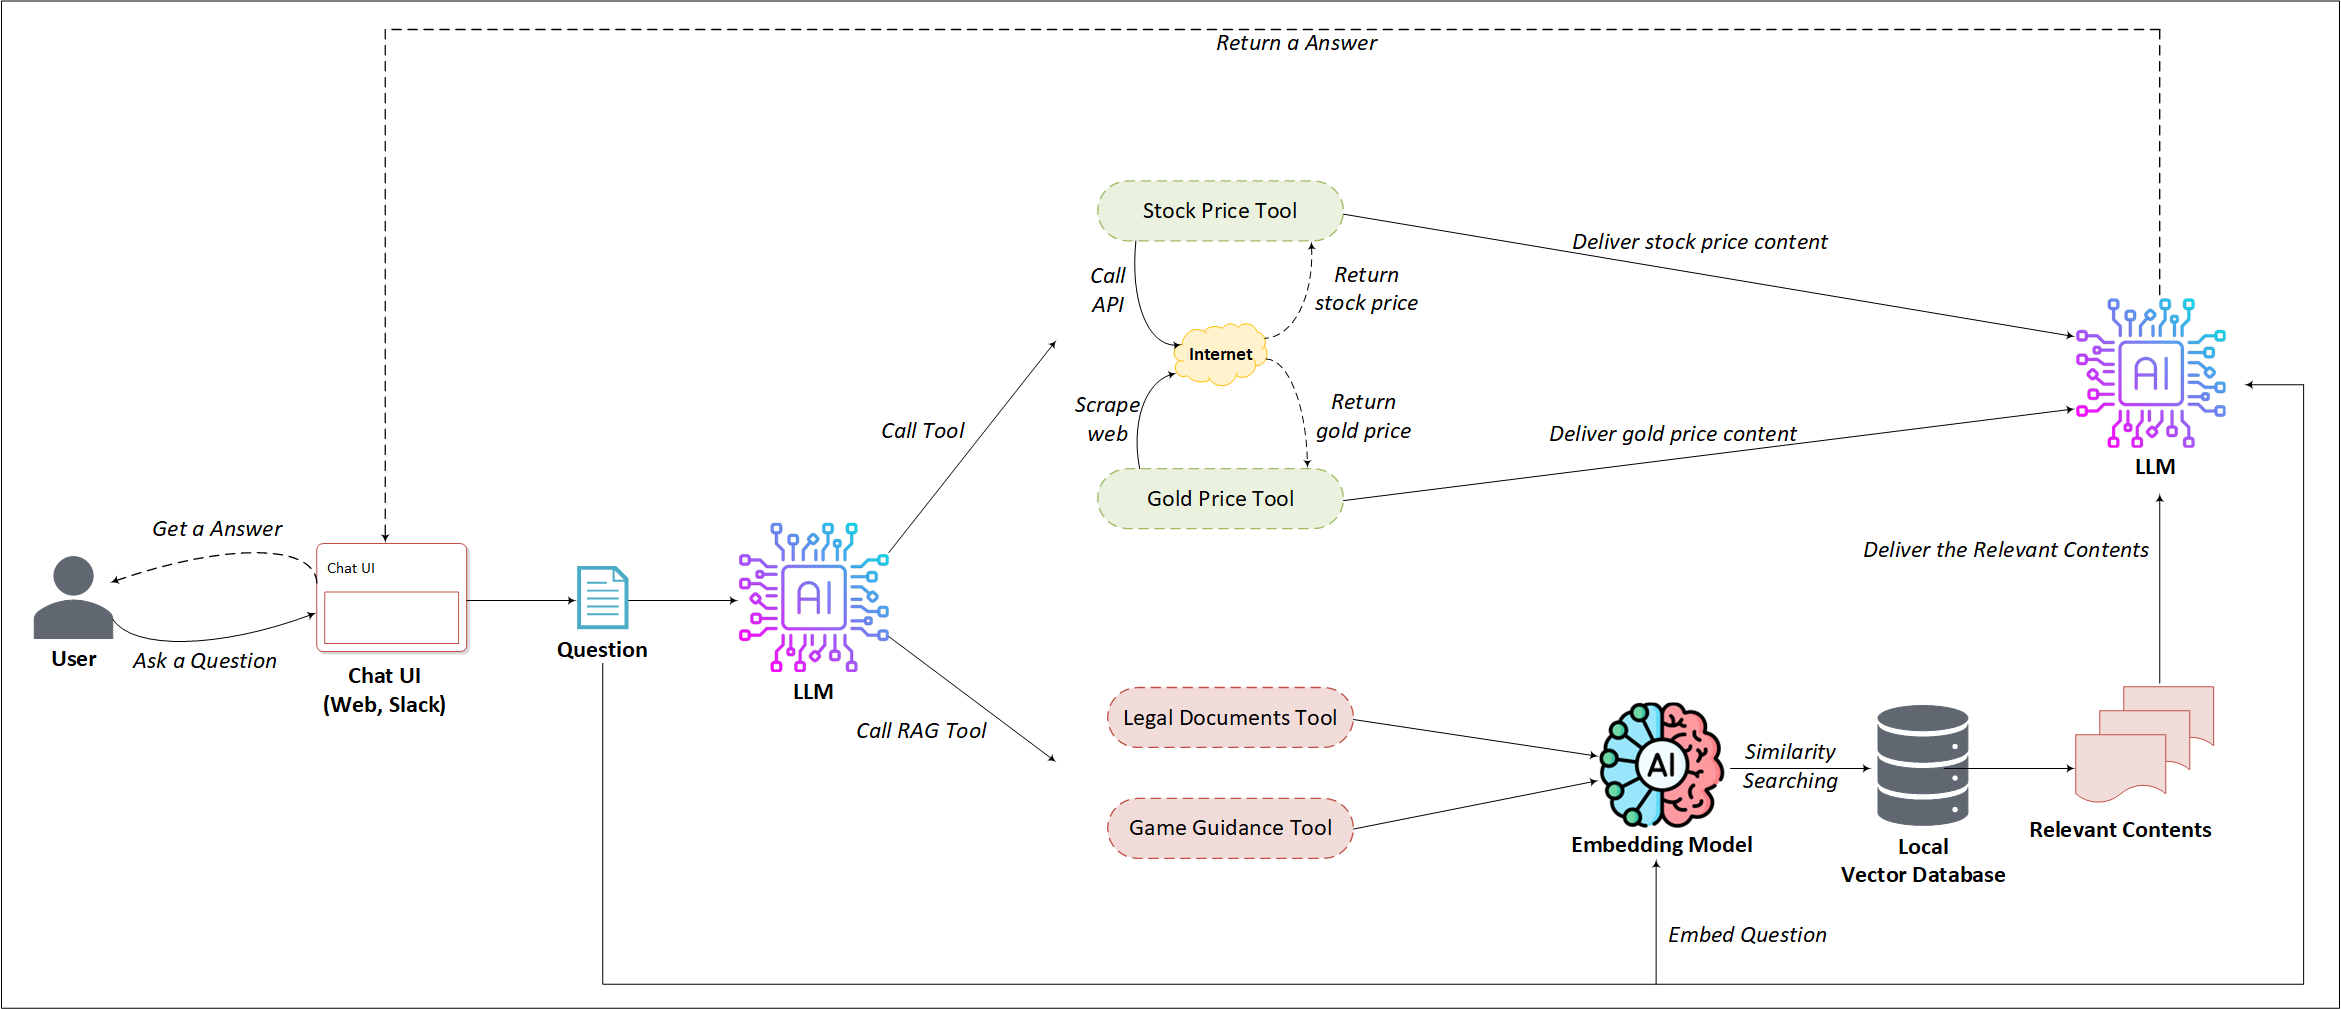 Return a Answer
Stock Price Tool
Call
API
Return
stock price
Deliver stock price content
Internet
Scrape
web
Return
gold price
Call Tool
Deliver gold price content
LLM
Gold Price Tool
Get a Answer
Chat UI
User
Ask a Question
Chat UI
(Web, Slack)
Question
LLM
Call RAG Tool
Deliver the Relevant Contents
Legal Documents Tool
Game Guidance Tool
AI
Embedding Model
Similarity
Searching
Local
Vector Database
Relevant Contents
Embed Question
AI
AI